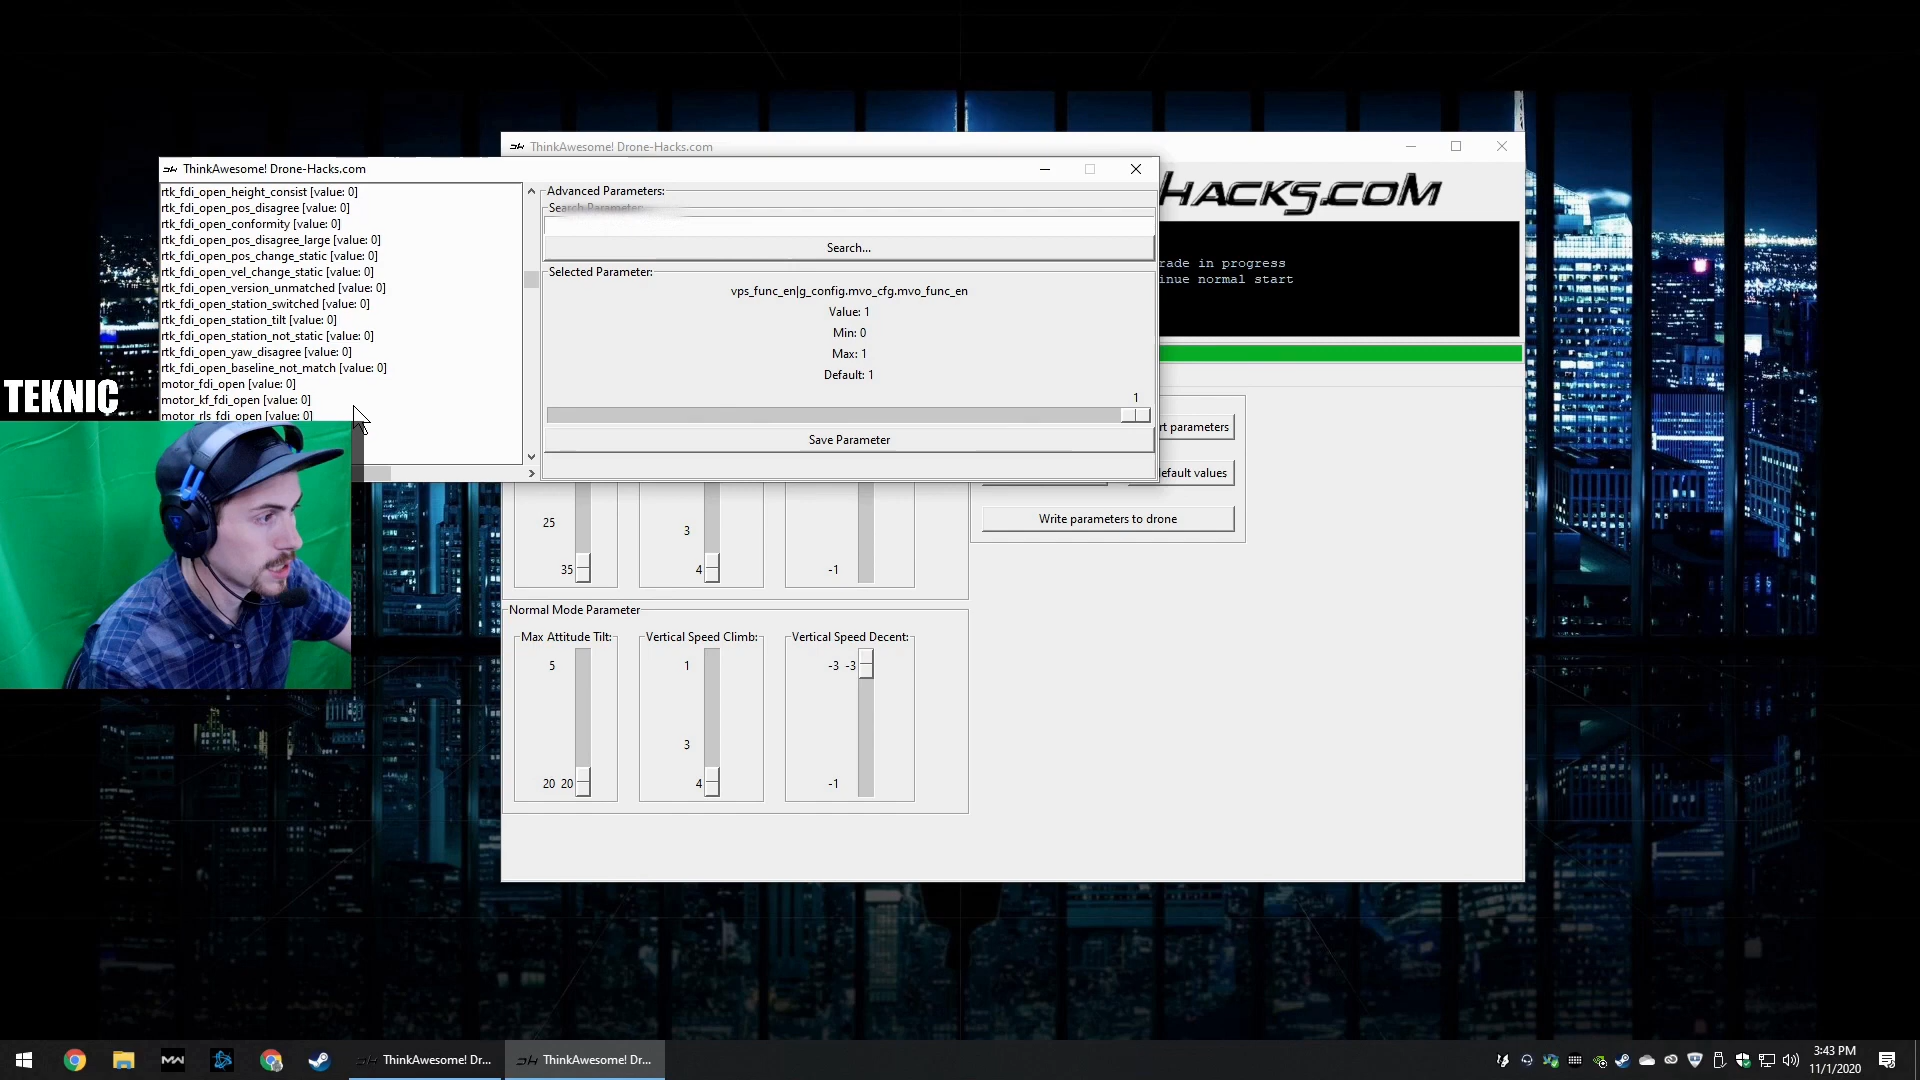 ThinkAwesome! Drone-Hacks.com
HACKS.COM
ThinkAwesome! Drone-Hacks.com
rtk_fdi_open_height_consist [value: 0]
rtk_fdi_open_pos_disagree [value: 0]
rtk_fdi_open_conformity [value: 0]
rtk_fdi_open_pos_disagree_large [value: 0]
rtk_fdi_open_pos_change_static [value: 0]
rtk_fdi_open_vel_change_static [value: 0]
rtk_fdi_open_version_unmatched [value: 0]
rtk_fdi_open_station_switched [value: 0]
rtk_fdi_open_station_tilt [value: 0]
rtk_fdi_open_station_not_static [value: 0]
rtk_fdi_open_yaw_disagree [value: 0]
rtk_fdi_open_baseline_not_match [value: 0]
motor_fdi_open [value: 0]
motor_kf_fdi_open [value: 0]
motor_rls_fdi_open [value: 0]
Advanced Parameters:
Search Parameter
Search...
Selected Parameter:
vps_func_en|g_config.mvo_cfg.mvo_func_en
Value: 1
Min: 0
Max: 1
Default: 1
1
Save Parameter
rade in progress
inue normal start
rt parameters
efault values
Write parameters to drone
TEKNIC
25
35
3
4
-1
Normal Mode Parameter
Max Attitude Tilt:
5
20 20
Vertical Speed Climb:
1
3
4
Vertical Speed Decent:
-3 -3
-1
ThinkAwesome! Dr...
ThinkAwesome! Dr...
3:43 PM
11/1/2020